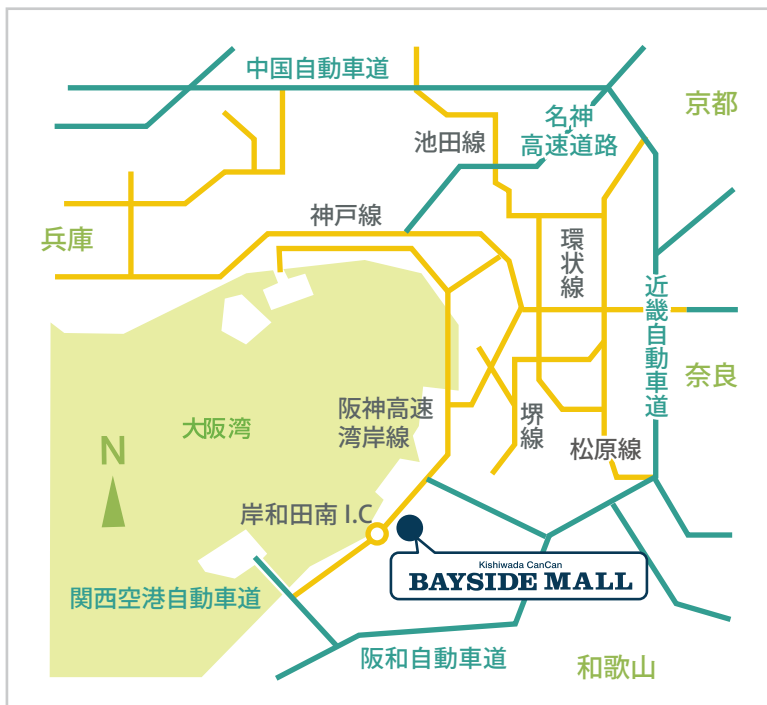 中国自動車道
京都
名神
高速道路
池田線
神戸線
兵庫
環状線
近畿自動車道
奈良
阪神高速
湾岸線
大阪湾
堺線
松原線
N
岸和田南 I.C
Kishiwada CanCan
BAYSIDE MALL
関西空港自動車道
阪和自動車道
和歌山